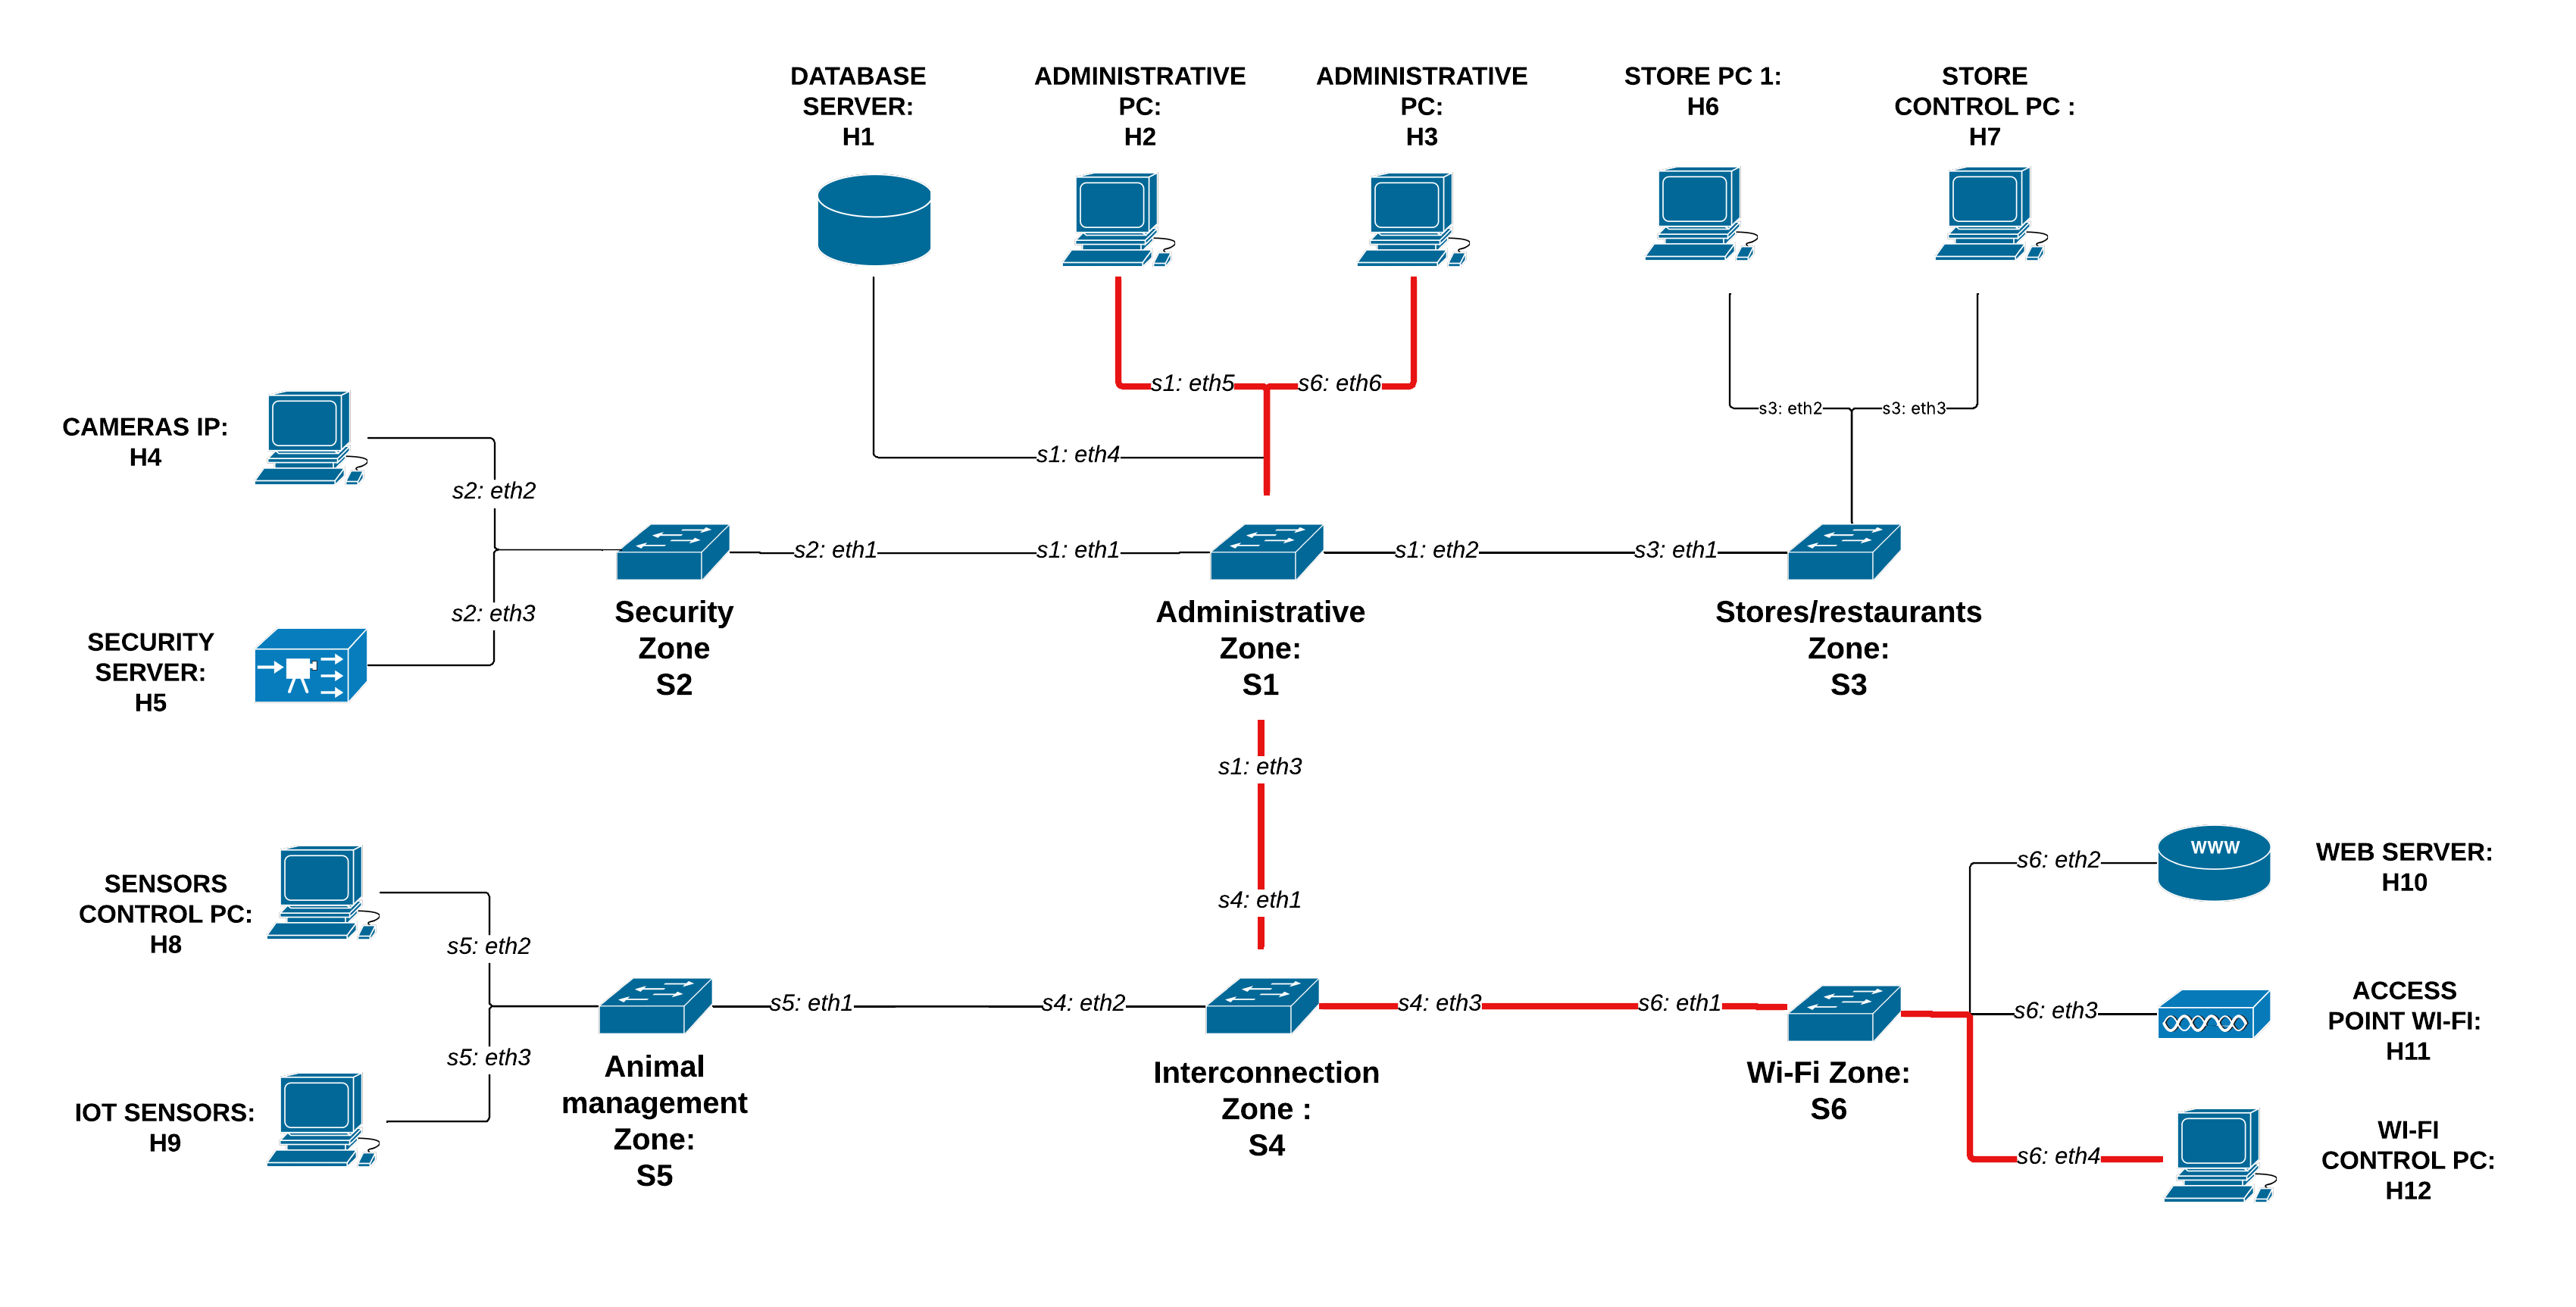 DATABASE
SERVER:
H1
ADMINISTRATIVE
PC:
H2
ADMINISTRATIVE
PC:
H3
STORE PC 1:
H6
STORE
CONTROL PC :
H7
s1: eth5
s6: eth6
s3: eth2
s3: eth3
s1: eth4
CAMERAS IP:
H4
s2: eth2
SECURITY
SERVER:
H5
s2: eth3
s2: eth1
s1: eth1
s1: eth2
s3: eth1
Security
Zone
S2
Administrative
Zone:
S1
Stores/restaurants
Zone:
S3
s1: eth3
s4: eth1
SENSORS
CONTROL PC:
H8
s5: eth2
IOT SENSORS:
H9
s5: eth3
s5: eth1
s4: eth2
s4: eth3
s6: eth1
Animal
management
Zone:
S5
Interconnection
Zone :
S4
Wi-Fi Zone:
S6
s6: eth2
WWW
WEB SERVER:
H10
s6: eth3
ACCESS
POINT WI-FI:
H11
s6: eth4
WI-FI
CONTROL PC:
H12